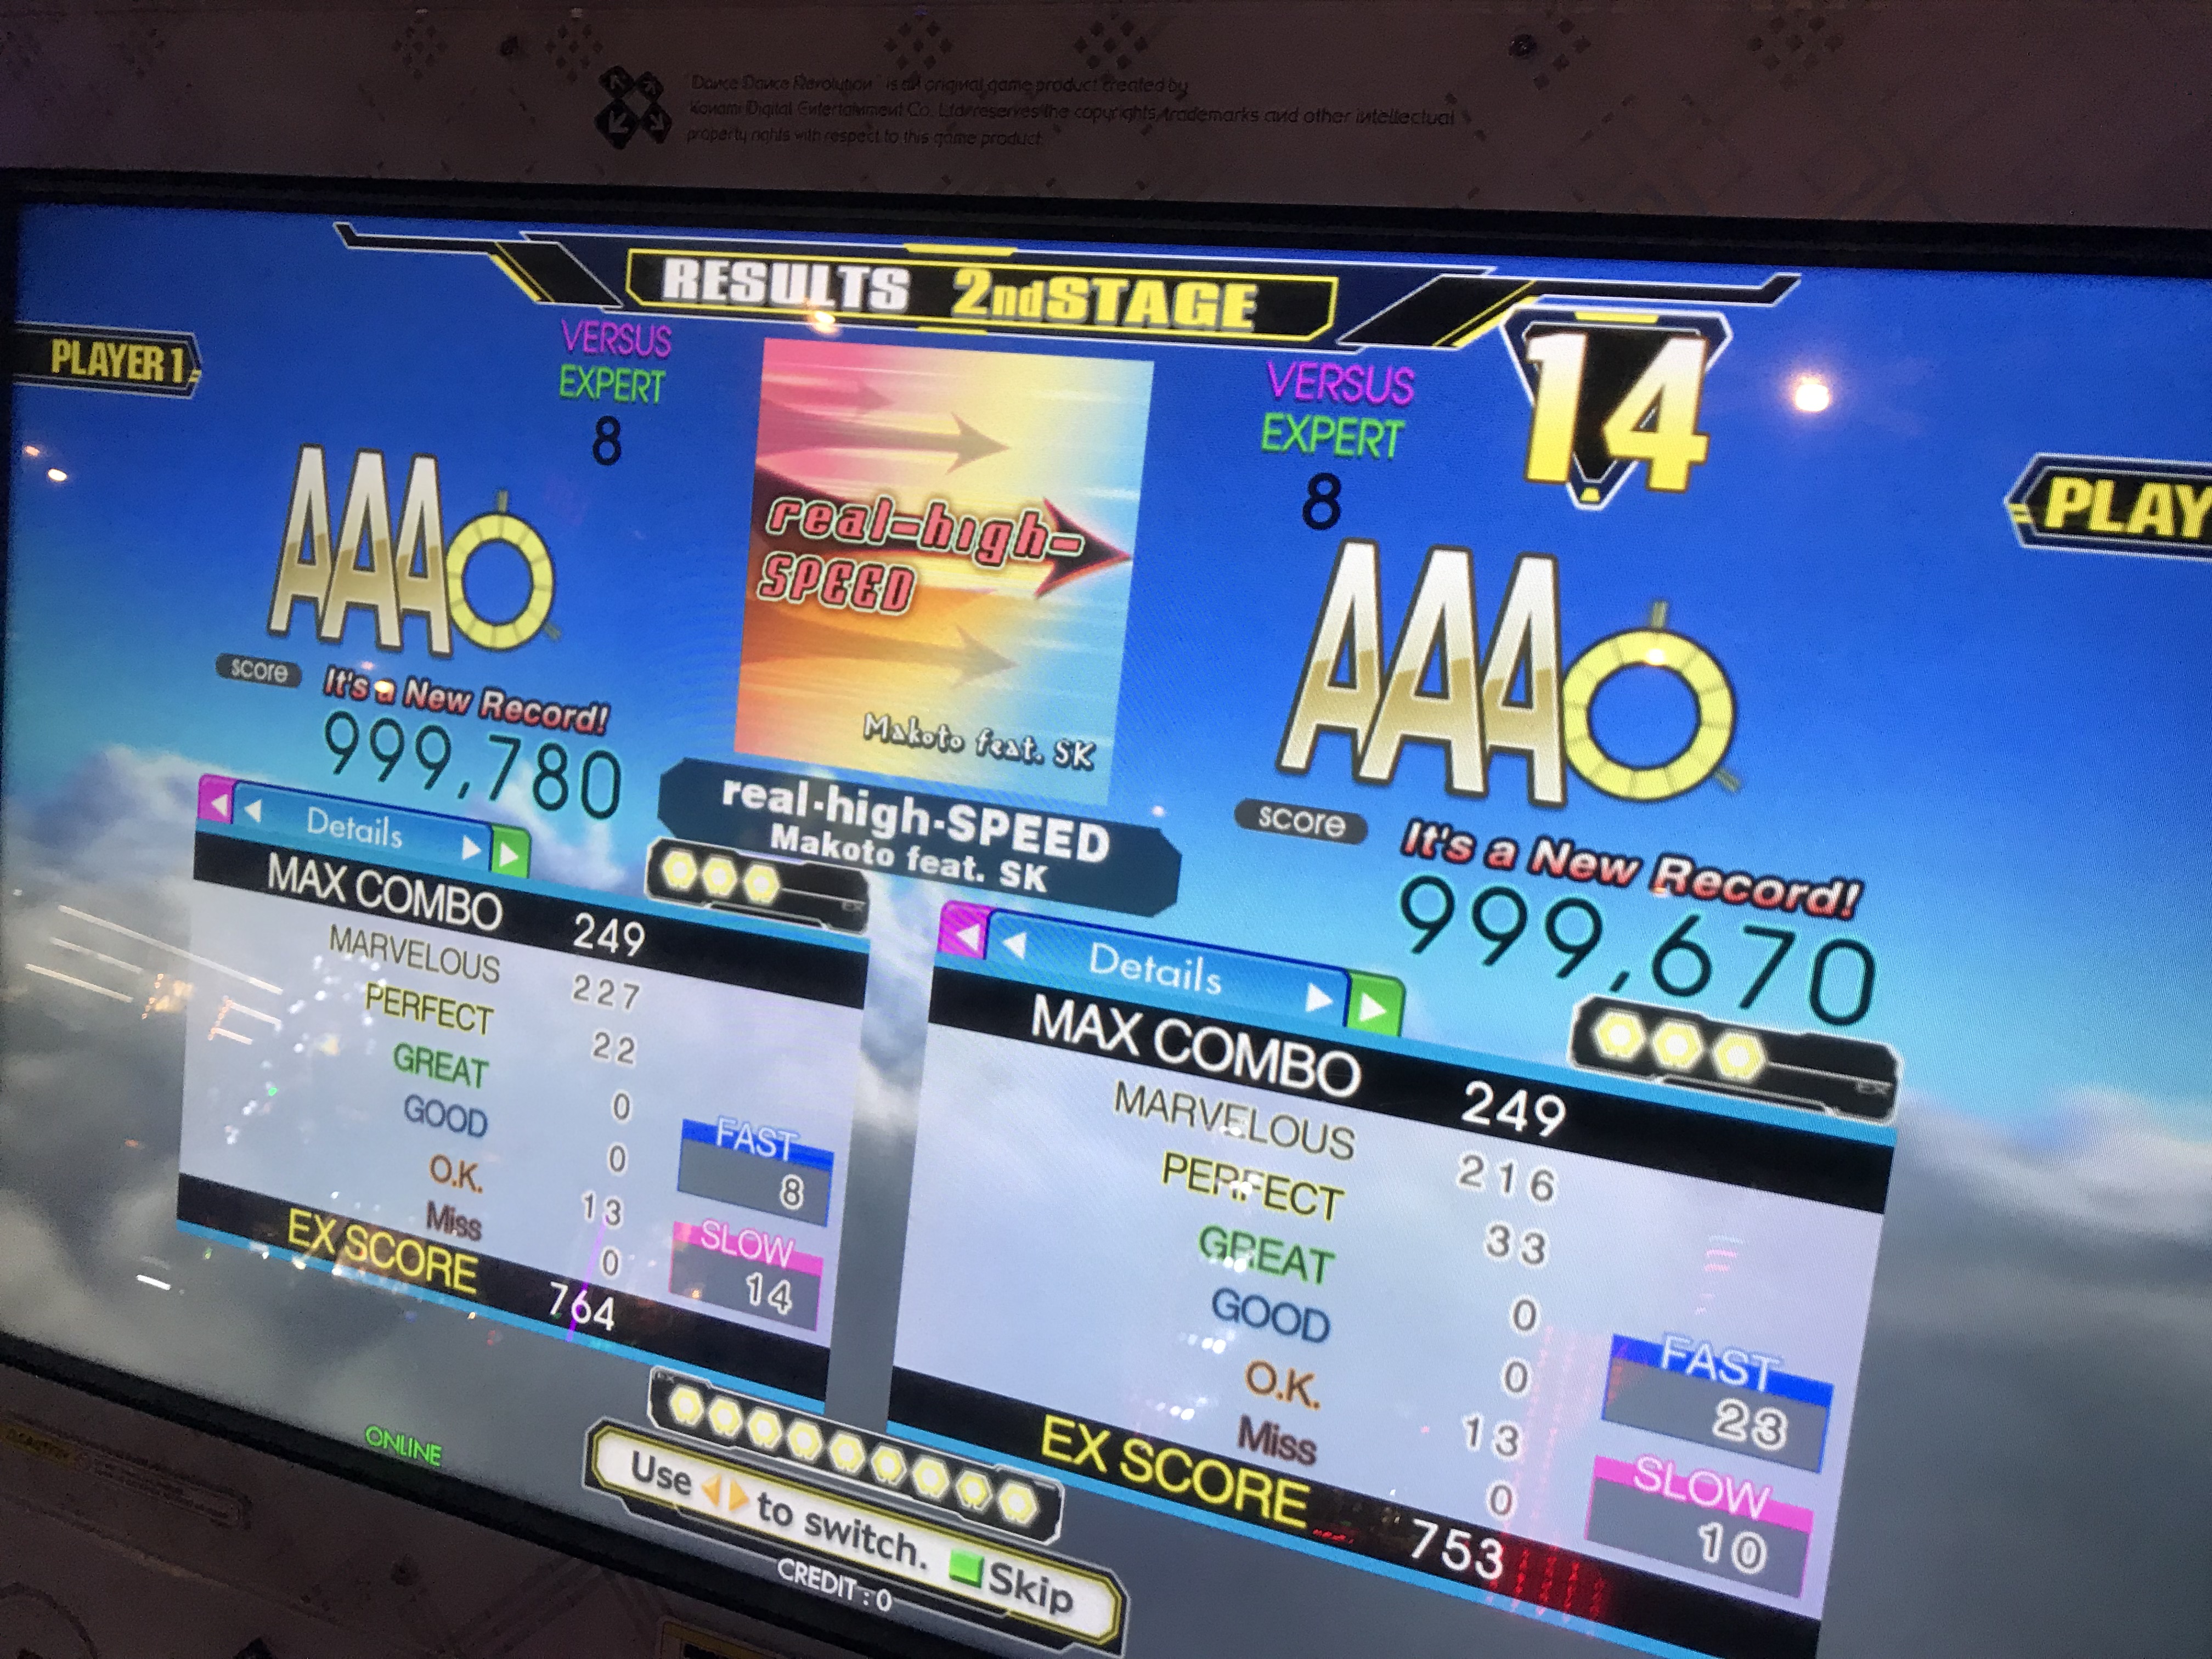 "Dance Dance Revolution" is an original game product created by
Konami Digital Entertainment Co., Ltd. reserves the copyrights, trademarks and other intellectual
property rights with respect to this game product.
RESULTS 2nd STAGE
14
PLAYER 1
VERSUS
EXPERT
8
AAA
score
It's a New Record!
999,780
Details
MAX COMBO 249
MARVELOUS 227
PERFECT 22
GREAT 0
GOOD 0
O.K. 13
Miss 0
EX SCORE 764
FAST
8
SLOW
14
real-high-
SPEED
Makoto feat. SK
real-high-SPEED
Makoto feat. SK
VERSUS
EXPERT
8
PLAY
AAA
score
It's a New Record!
999,670
EX
Details
MAX COMBO 249
MARVELOUS 216
PERFECT 33
GREAT 0
GOOD 0
O.K. 13
Miss 0
EX SCORE 753
FAST
23
SLOW
10
ONLINE
Use to switch. Skip
CREDIT : 0